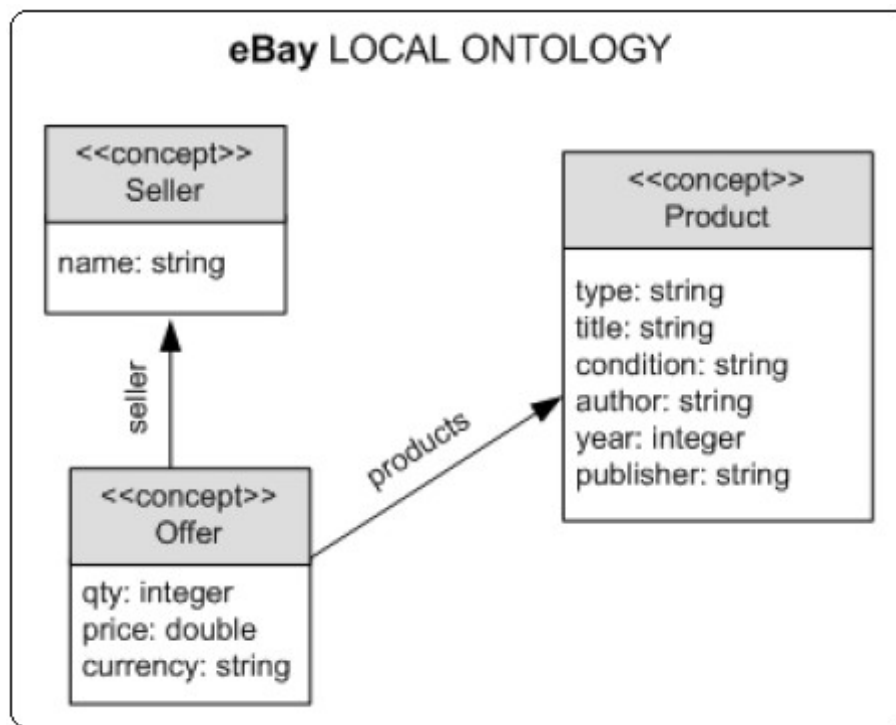 eBay LOCAL ONTOLOGY
<<concept>>
Seller
name: string
<<concept>>
Product
type: string
title: string
condition: string
author: string
year: integer
publisher: string
seller
products
<<concept>>
Offer
qty: integer
price: double
currency: string